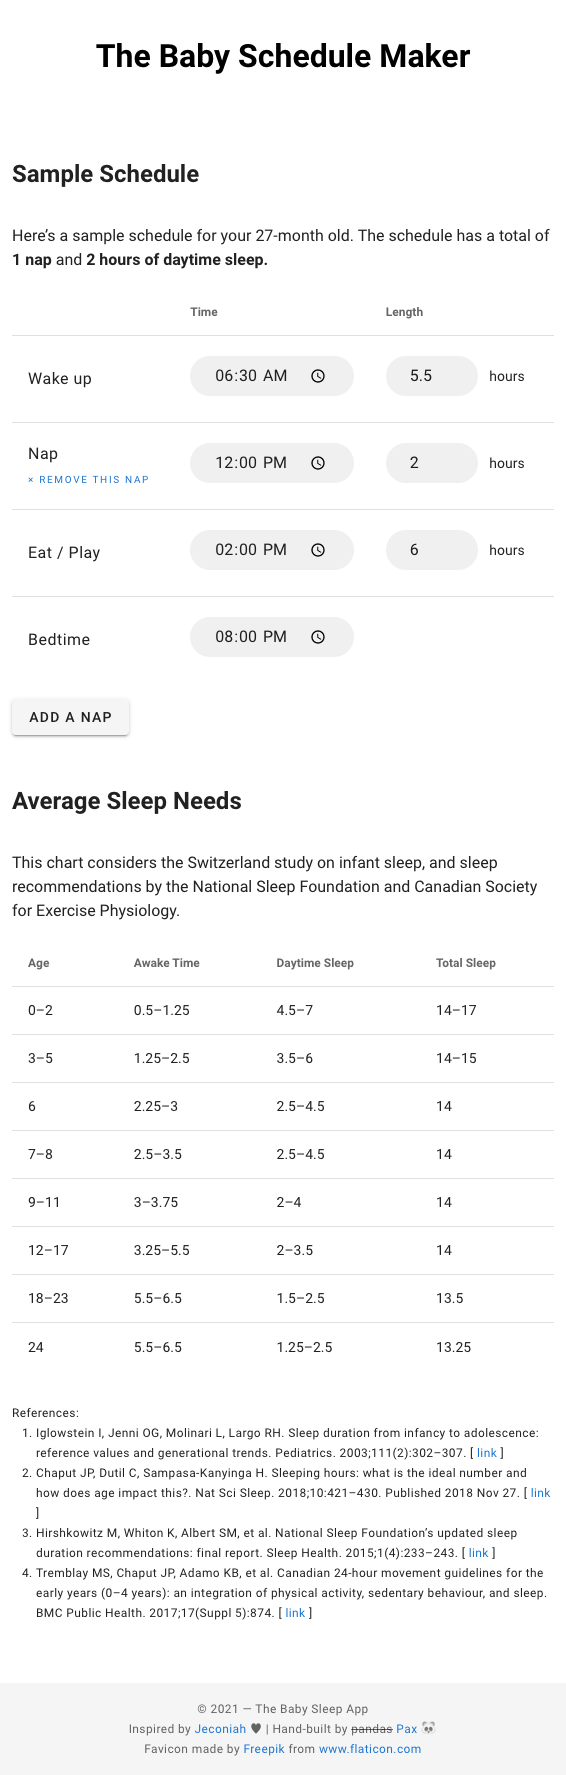 The Baby Schedule Maker
Sample Schedule
Here’s a sample schedule for your 27-month old. The schedule has a total of
1 nap and 2 hours of daytime sleep.
Time Length
Wake up 06:30 AM 5.5 hours
Nap 12:00 PM 2 hours
× REMOVE THIS NAP
Eat / Play 02:00 PM 6 hours
Bedtime 08:00 PM
ADD A NAP
Average Sleep Needs
This chart considers the Switzerland study on infant sleep, and sleep
recommendations by the National Sleep Foundation and Canadian Society
for Exercise Physiology.
Age Awake Time Daytime Sleep Total Sleep
0–2 0.5–1.25 4.5–7 14–17
3–5 1.25–2.5 3.5–6 14–15
6 2.25–3 2.5–4.5 14
7–8 2.5–3.5 2.5–4.5 14
9–11 3–3.75 2–4 14
12–17 3.25–5.5 2–3.5 14
18–23 5.5–6.5 1.5–2.5 13.5
24 5.5–6.5 1.25–2.5 13.25
References:
1. Iglowstein I, Jenni OG, Molinari L, Largo RH. Sleep duration from infancy to adolescence:
reference values and generational trends. Pediatrics. 2003;111(2):302–307. [ link ]
2. Chaput JP, Dutil C, Sampasa-Kanyinga H. Sleeping hours: what is the ideal number and
how does age impact this?. Nat Sci Sleep. 2018;10:421–430. Published 2018 Nov 27. [ link
]
3. Hirshkowitz M, Whiton K, Albert SM, et al. National Sleep Foundation’s updated sleep
duration recommendations: final report. Sleep Health. 2015;1(4):233–243. [ link ]
4. Tremblay MS, Chaput JP, Adamo KB, et al. Canadian 24-hour movement guidelines for the
early years (0–4 years): an integration of physical activity, sedentary behaviour, and sleep.
BMC Public Health. 2017;17(Suppl 5):874. [ link ]
© 2021 — The Baby Sleep App
Inspired by Jeconiah ♥ | Hand-built by pandas Pax 🐼
Favicon made by Freepik from www.flaticon.com